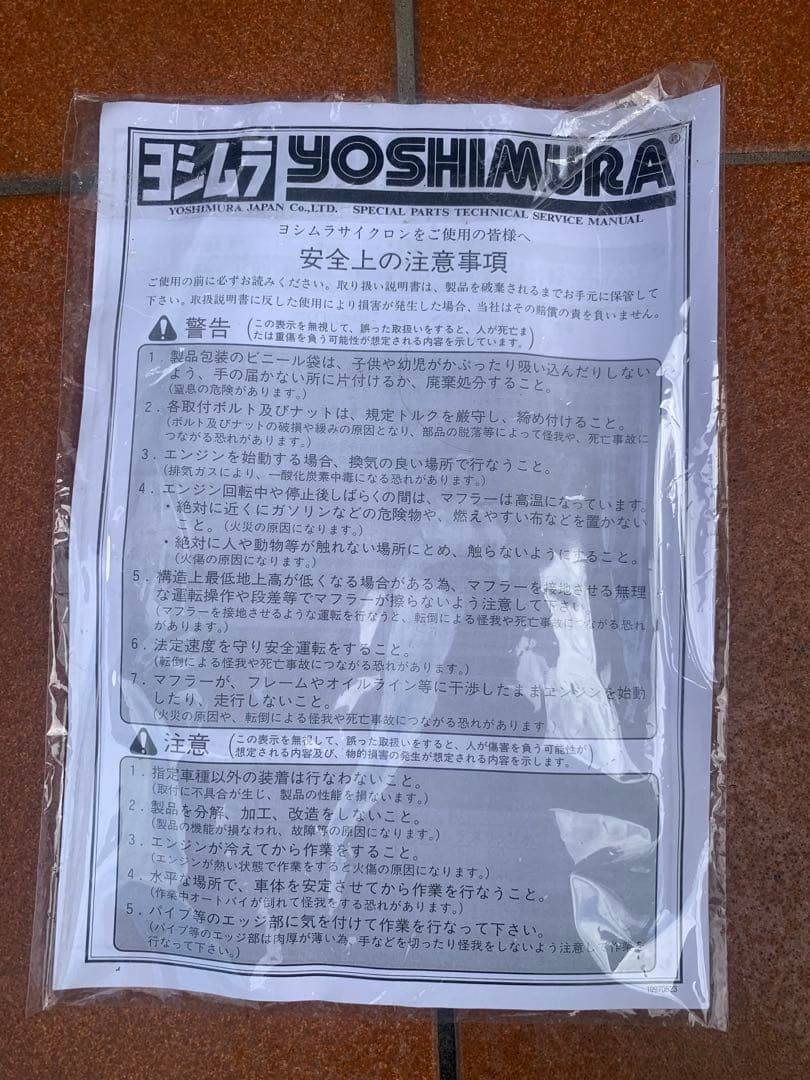 ヨシムラ YOSHIMURA®
YOSHIMURA JAPAN Co.,LTD. SPECIAL PARTS TECHNICAL SERVICE MANUAL
ヨシムラサイクロンをご使用の皆様へ
安全上の注意事項
ご使用の前に必ずお読みください。取り扱い説明書は、製品を破棄されるまでお手元に保管して
下さい。取扱説明書に反した使用により損害が発生した場合、当社はその賠償の責を負いません。
警告 (この表示を無視して、誤った取扱いをすると、人が死亡ま
たは重傷を負う可能性が想定される内容を示しています。)
1．製品包装のビニール袋は、子供や幼児がかぶったり吸い込んだりしない
よう、手の届かない所に片付けるか、廃棄処分すること。
(窒息の危険があります。)
2．各取付ボルト及びナットは、規定トルクを厳守し、締め付けること。
(ボルト及びナットの破損や緩みの原因となり、部品の脱落等によって怪我や、死亡事故に
つながる恐れがあります。)
3．エンジンを始動する場合、換気の良い場所で行なうこと。
(排気ガスにより、一酸化炭素中毒になる恐れがあります。)
4．エンジン回転中や停止後しばらくの間は、マフラーは高温になっています。
・絶対に近くにガソリンなどの危険物や、燃えやすい布などを置かない
こと。(火災の原因になります。)
・絶対に人や動物等が触れない場所にとめ、触らないようにすること。
(火傷の原因になります。)
5．構造上最低地上高が低くなる場合がある為、マフラーを接地させる無理
な運転操作や段差等でマフラーが擦らないよう注意して下さい。
(マフラーを接地させるような運転を行なうと、転倒による怪我や死亡事故につながる恐れ
があります。)
6．法定速度を守り安全運転をすること。
(転倒による怪我や死亡事故につながる恐れがあります。)
7．マフラーが、フレームやオイルライン等に干渉したままエンジンを始動
したり、走行しないこと。
(火災の原因や、転倒による怪我や死亡事故につながる恐れがあります。)
注意 (この表示を無視して、誤った取扱いをすると、人が傷害を負う可能性が
想定される内容及び、物的損害の発生が想定される内容を示します。)
1．指定車種以外の装着は行なわないこと。
(取付に不具合が生じ、製品の性能を損ないます。)
2．製品を分解、加工、改造をしないこと。
(製品の機能が損なわれ、故障等の原因になります。)
3．エンジンが冷えてから作業をすること。
(エンジンが熱い状態で作業をすると火傷の原因になります。)
4．水平な場所で、車体を安定させてから作業を行なうこと。
(作業中オートバイが倒れて怪我をする恐れがあります。)
5．パイプ等のエッジ部に気を付けて作業を行なって下さい。
(パイプ等のエッジ部は肉厚が薄い為、手などを切ったり怪我をしないよう注意して作業を
行なって下さい。)
19970623